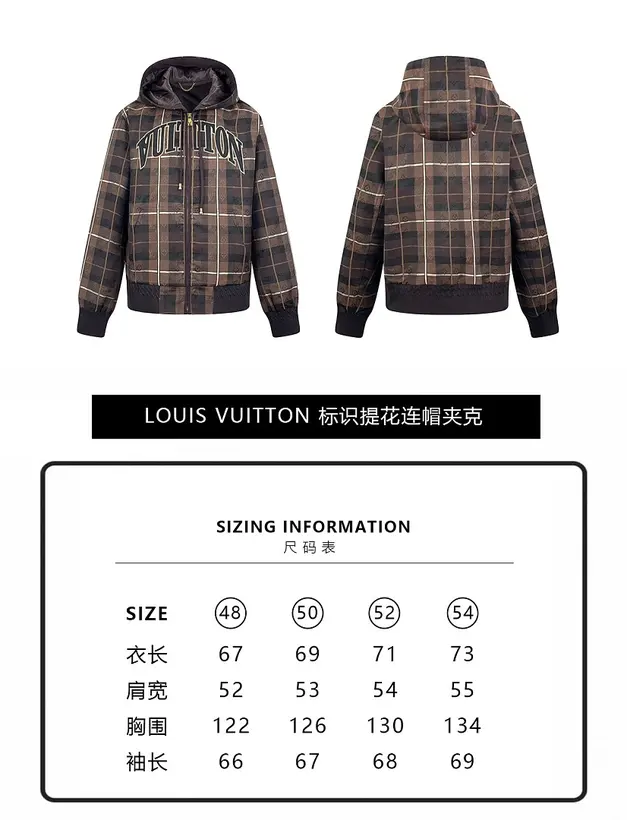 VUITTON
LOUIS VUITTON 标识提花连帽夹克
SIZING INFORMATION
尺码表
SIZE 48 50 52 54
衣长 67 69 71 73
肩宽 52 53 54 55
胸围 122 126 130 134
袖长 66 67 68 69